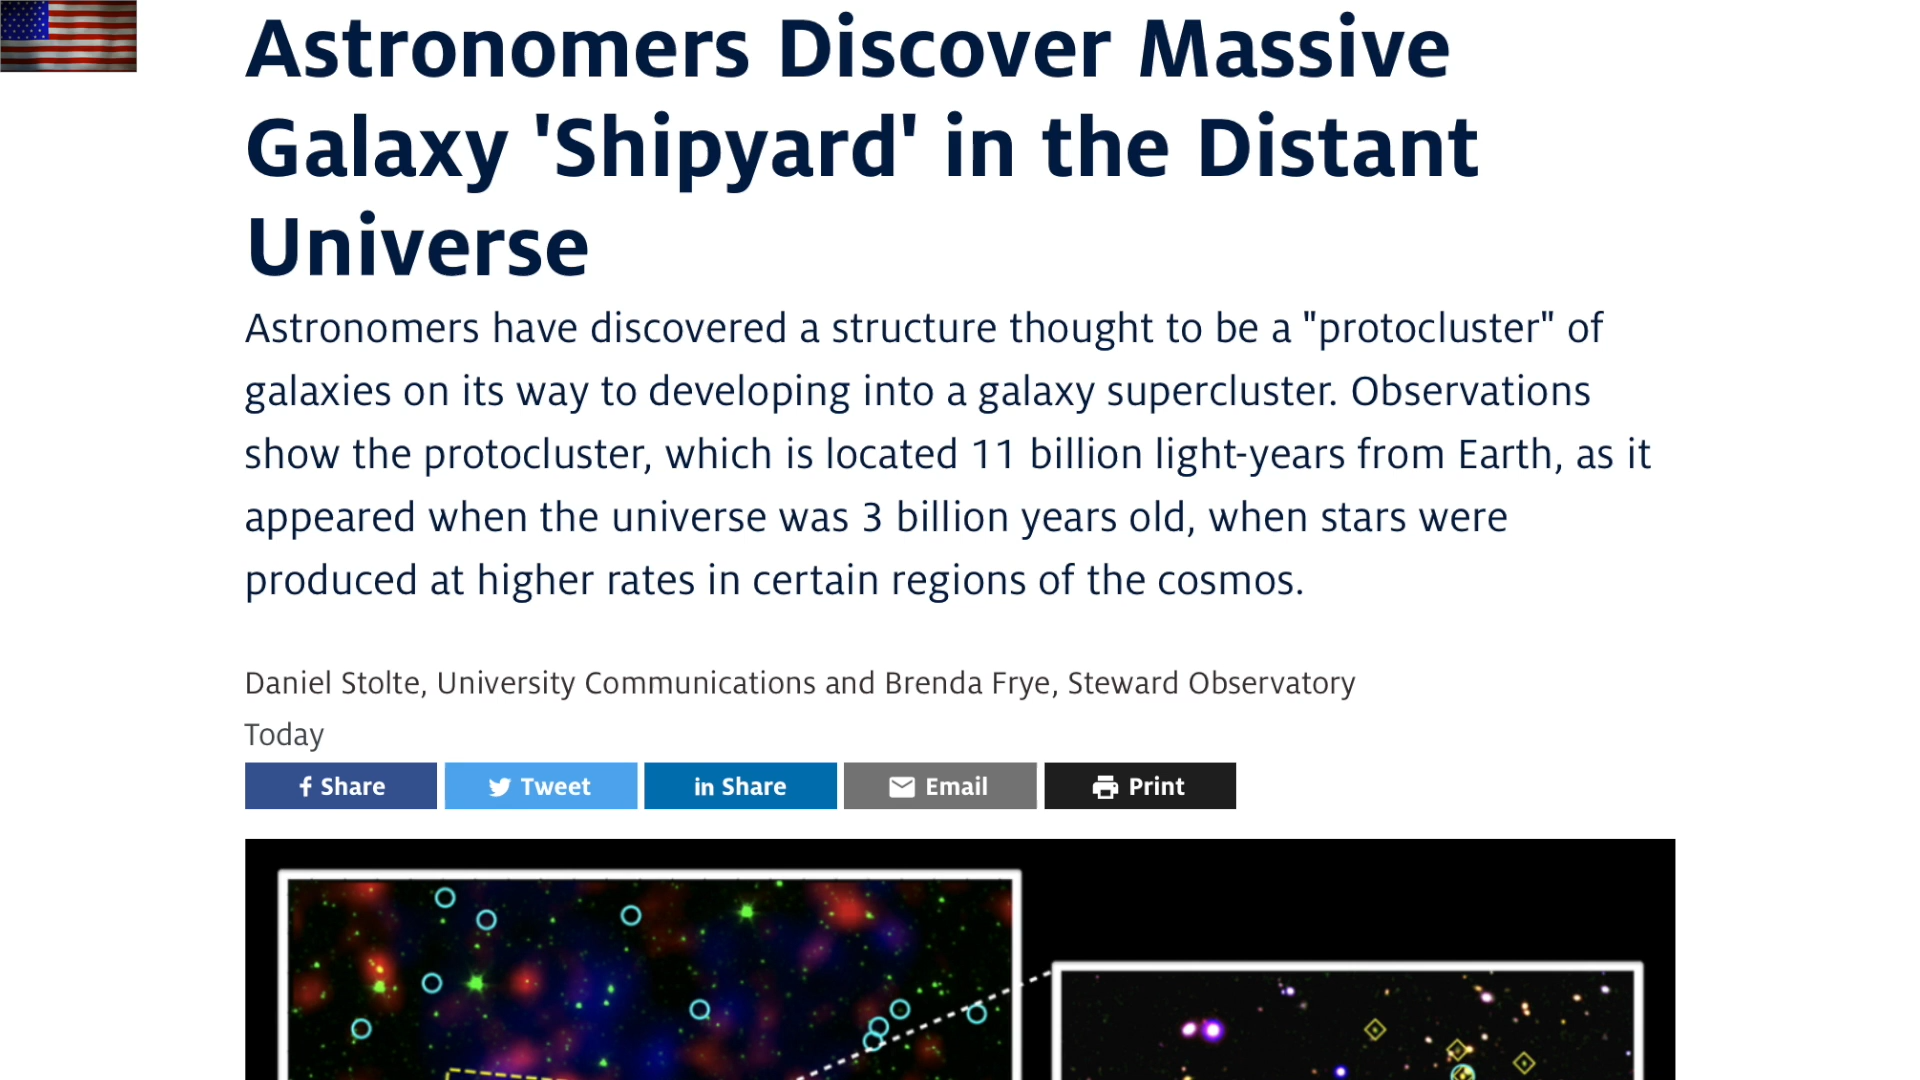 Astronomers Discover Massive
Galaxy 'Shipyard' in the Distant
Universe
Astronomers have discovered a structure thought to be a "protocluster" of
galaxies on its way to developing into a galaxy supercluster. Observations
show the protocluster, which is located 11 billion light-years from Earth, as it
appeared when the universe was 3 billion years old, when stars were
produced at higher rates in certain regions of the cosmos.
Daniel Stolte, University Communications and Brenda Frye, Steward Observatory
Today
f Share
Tweet
in Share
Email
Print